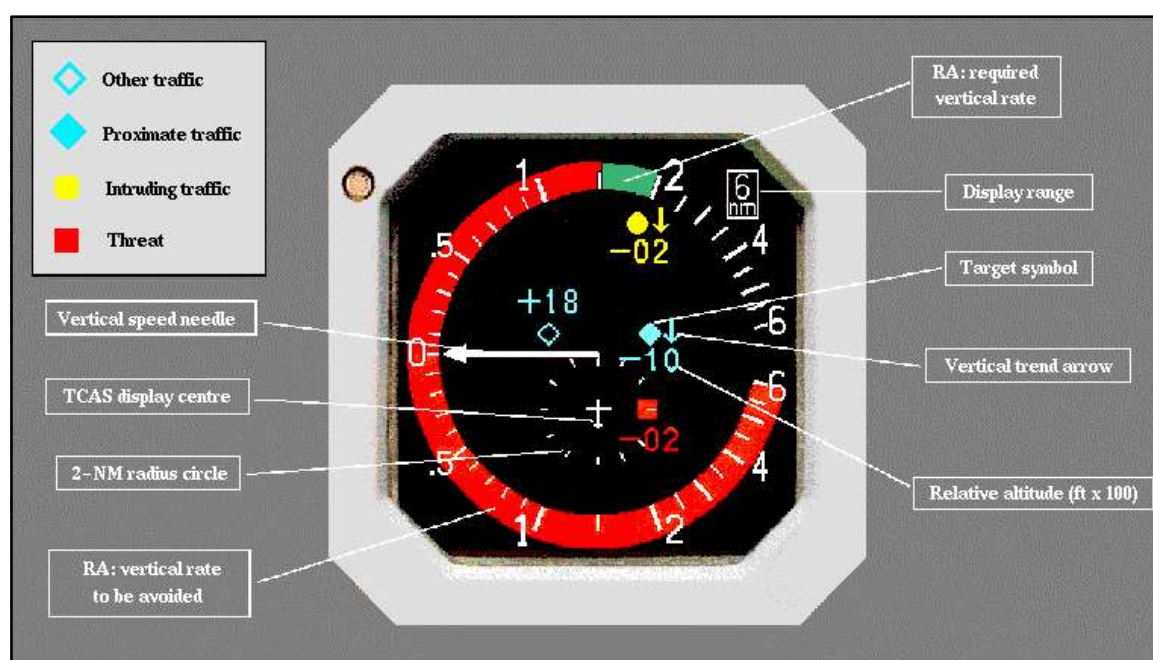 Other traffic
Proximate traffic
Intruding traffic
Threat
RA: required
vertical rate
Display range
Target symbol
Vertical trend arrow
Relative altitude (ft x 100)
Vertical speed needle
TCAS display centre
2-NM radius circle
RA: vertical rate
to be avoided
1
2
6
nm
.5
4
-02
+18
6
0
-10
6
-02
.5
4
1
2